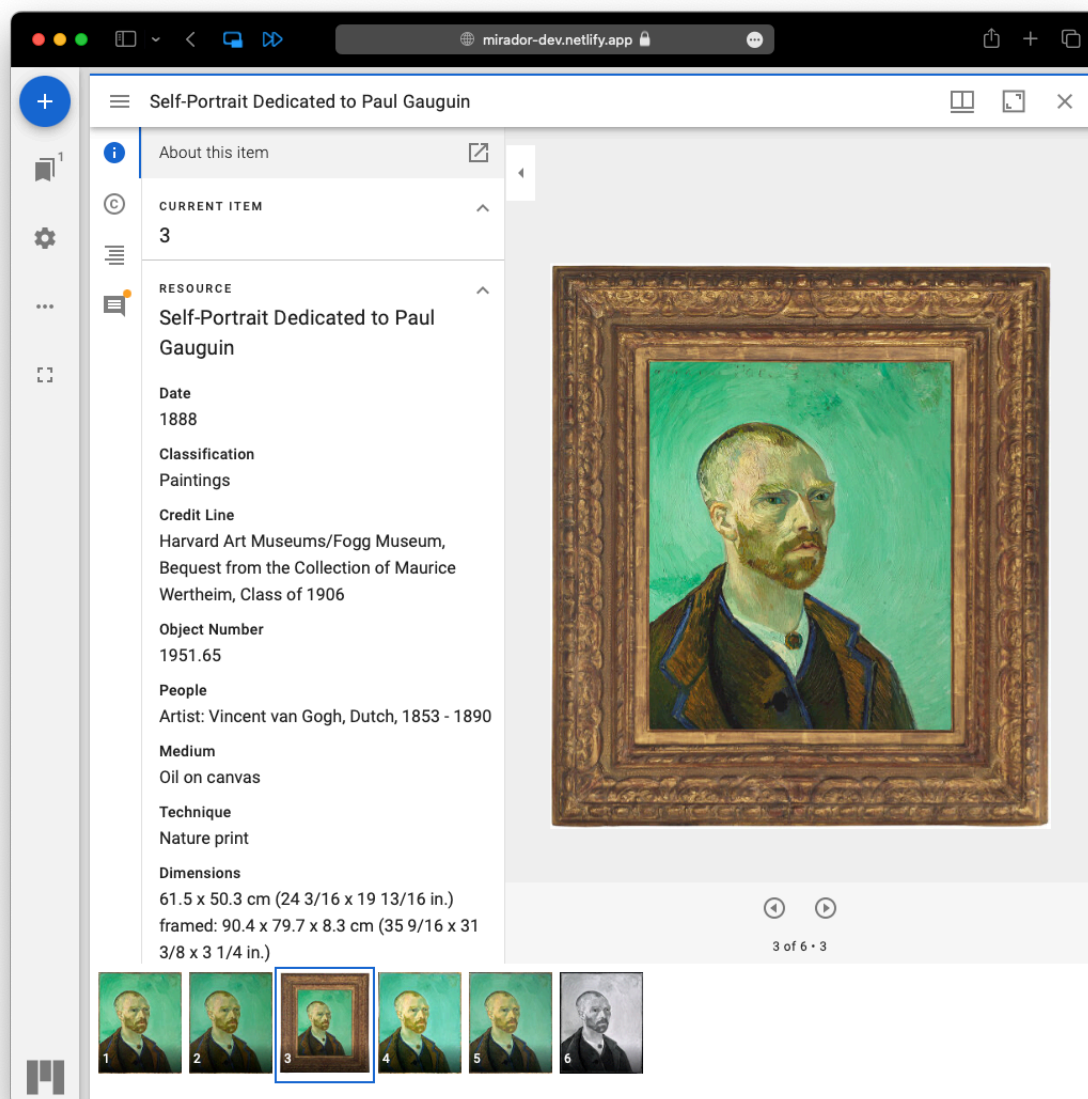 mirador-dev.netlify.app
Self-Portrait Dedicated to Paul Gauguin
1
About this item
CURRENT ITEM
3
RESOURCE
Self-Portrait Dedicated to Paul
Gauguin
Date
1888
Classification
Paintings
Credit Line
Harvard Art Museums/Fogg Museum,
Bequest from the Collection of Maurice
Wertheim, Class of 1906
Object Number
1951.65
People
Artist: Vincent van Gogh, Dutch, 1853 - 1890
Medium
Oil on canvas
Technique
Nature print
Dimensions
61.5 x 50.3 cm (24 3/16 x 19 13/16 in.)
framed: 90.4 x 79.7 x 8.3 cm (35 9/16 x 31
3/8 x 3 1/4 in.)
3 of 6 • 3
1 2 3 4 5 6